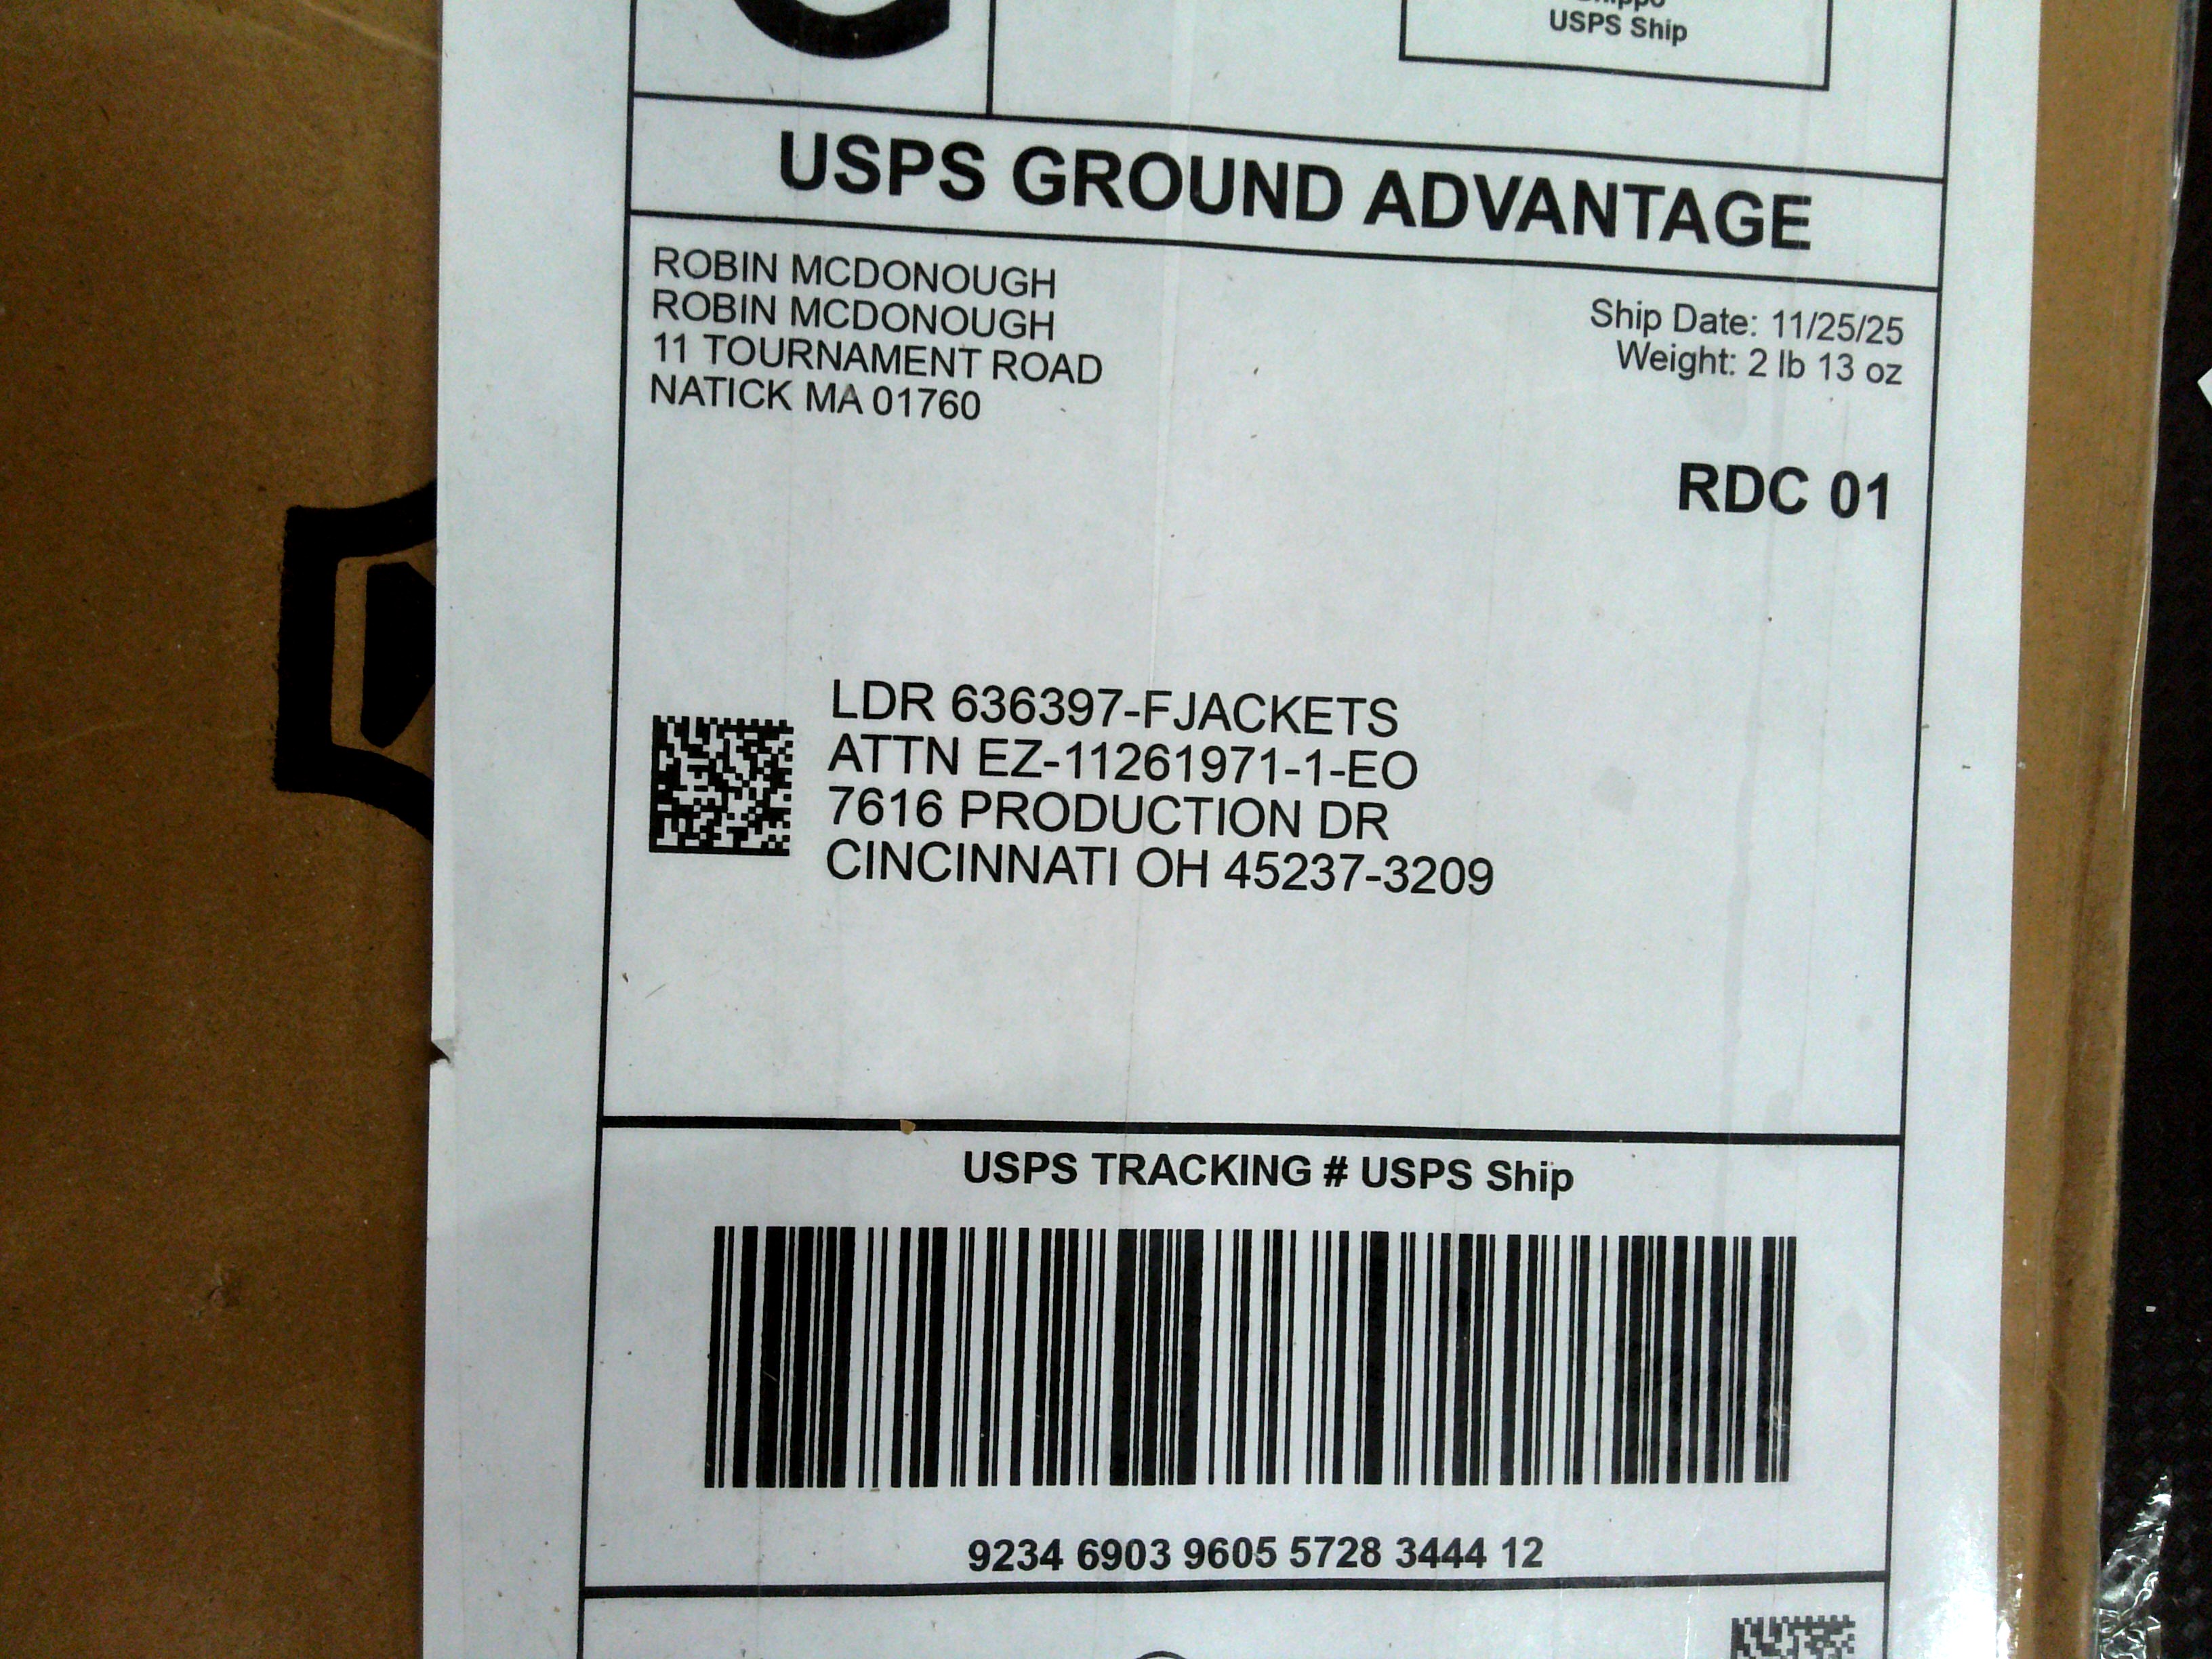 USPS Ship
USPS GROUND ADVANTAGE
ROBIN MCDONOUGH
ROBIN MCDONOUGH
11 TOURNAMENT ROAD
NATICK MA 01760
Ship Date: 11/25/25
Weight: 2 lb 13 oz
RDC 01
LDR 636397-FJACKETS
ATTN EZ-11261971-1-EO
7616 PRODUCTION DR
CINCINNATI OH 45237-3209
USPS TRACKING # USPS Ship
9234 6903 9605 5728 3444 12